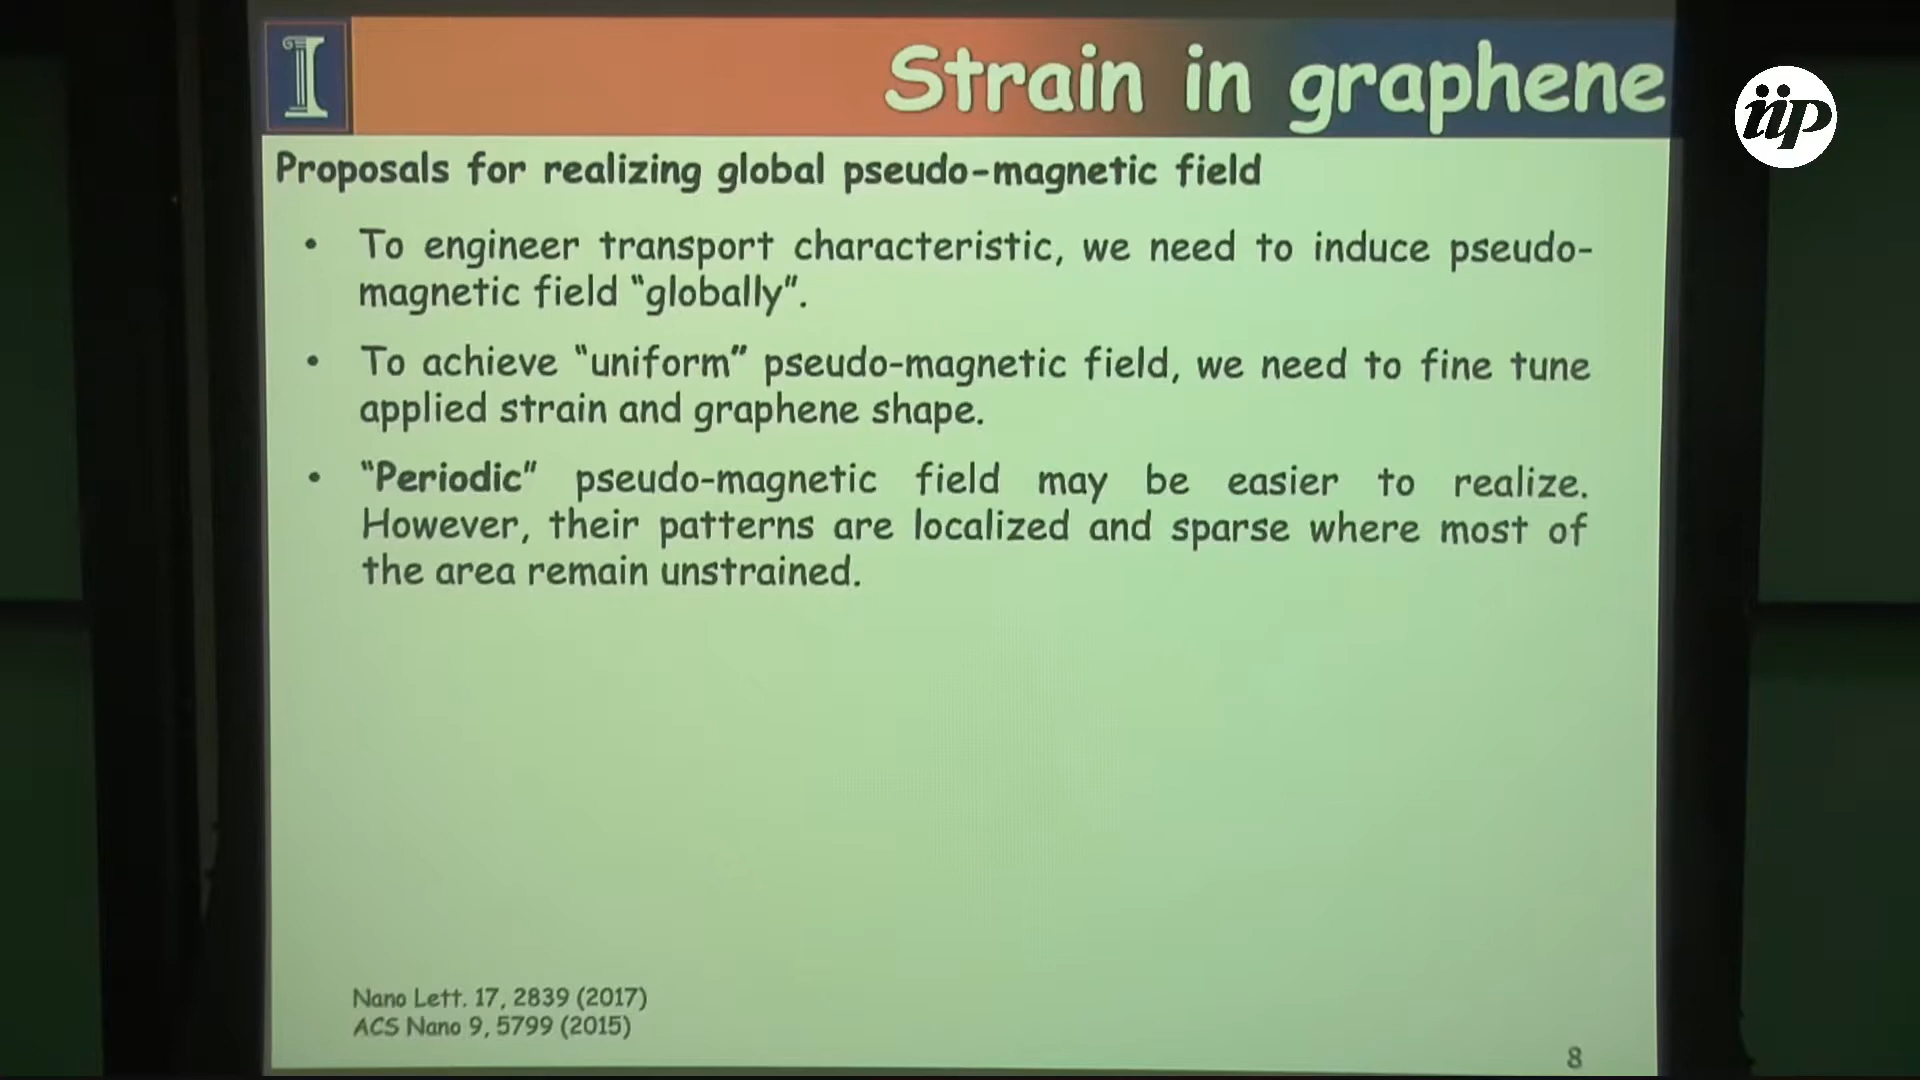 I
Strain in graphene
iip
Proposals for realizing global pseudo-magnetic field
• To engineer transport characteristic, we need to induce pseudo-
magnetic field “globally”.
• To achieve “uniform” pseudo-magnetic field, we need to fine tune
applied strain and graphene shape.
• “Periodic” pseudo-magnetic field may be easier to realize.
However, their patterns are localized and sparse where most of
the area remain unstrained.
Nano Lett. 17, 2839 (2017)
ACS Nano 9, 5799 (2015)
8